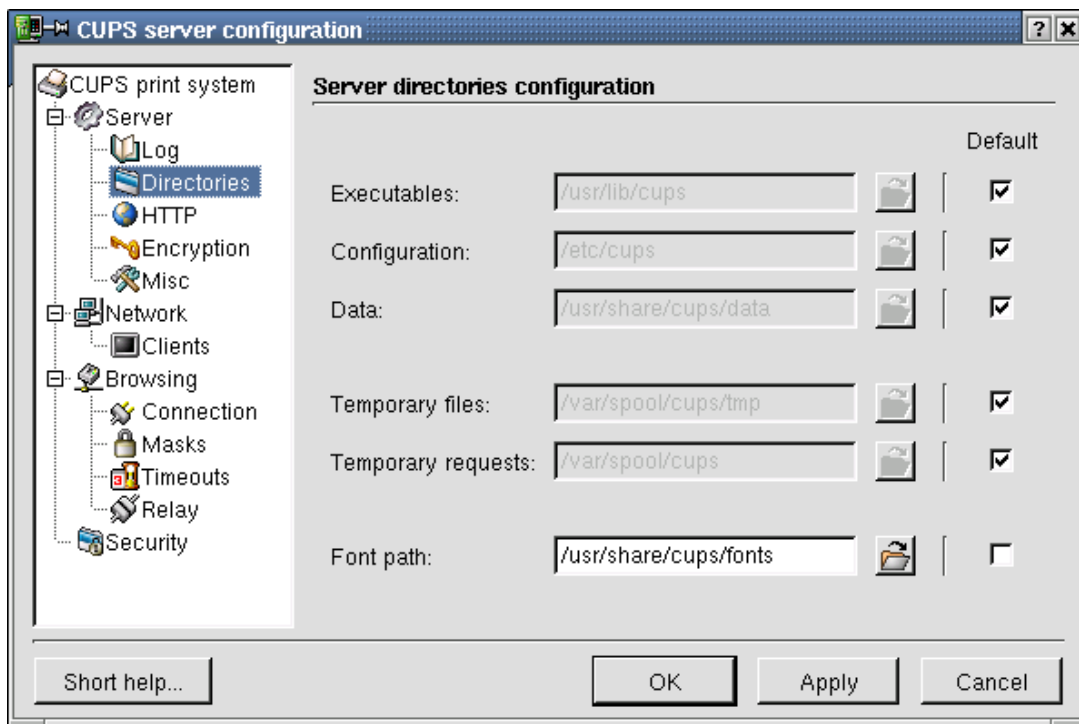 CUPS server configuration
CUPS print system
Server
Log
Directories
HTTP
Encryption
Misc
Network
Clients
Browsing
Connection
Masks
Timeouts
Relay
Security
Server directories configuration
Default
Executables: /usr/lib/cups
Configuration: /etc/cups
Data: /usr/share/cups/data
Temporary files: /var/spool/cups/tmp
Temporary requests: /var/spool/cups
Font path: /usr/share/cups/fonts
Short help... OK Apply Cancel